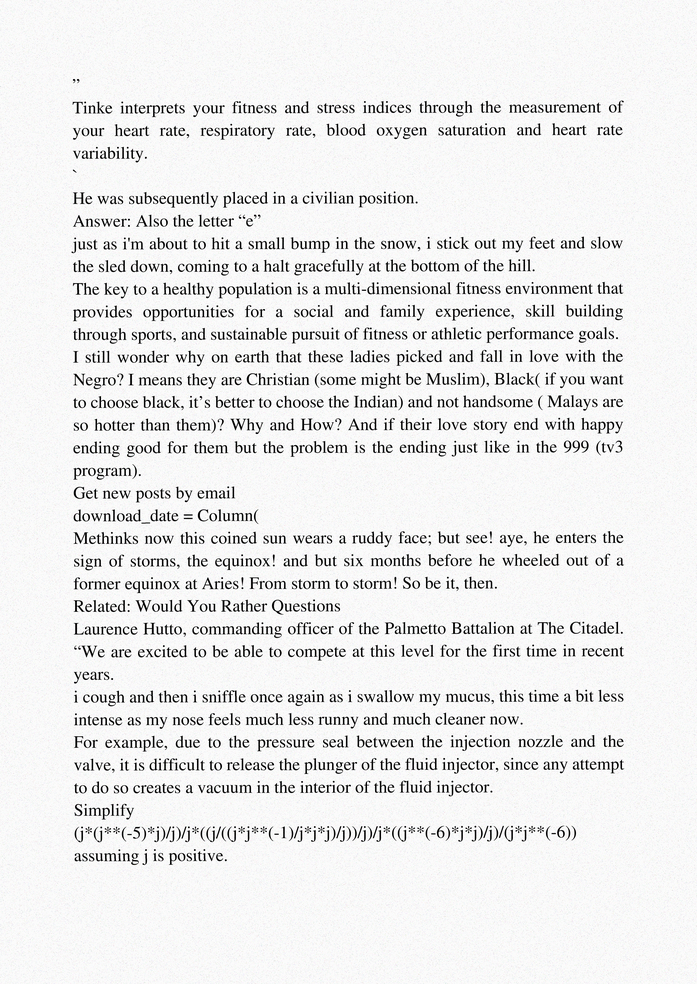 ”
Tinke interprets your fitness and stress indices through the measurement of
your heart rate, respiratory rate, blood oxygen saturation and heart rate
variability.
`
He was subsequently placed in a civilian position.
Answer: Also the letter “e”
just as i'm about to hit a small bump in the snow, i stick out my feet and slow
the sled down, coming to a halt gracefully at the bottom of the hill.
The key to a healthy population is a multi-dimensional fitness environment that
provides opportunities for a social and family experience, skill building
through sports, and sustainable pursuit of fitness or athletic performance goals.
I still wonder why on earth that these ladies picked and fall in love with the
Negro? I means they are Christian (some might be Muslim), Black( if you want
to choose black, it’s better to choose the Indian) and not handsome ( Malays are
so hotter than them)? Why and How? And if their love story end with happy
ending good for them but the problem is the ending just like in the 999 (tv3
program).
Get new posts by email
download_date = Column(
Methinks now this coined sun wears a ruddy face; but see! aye, he enters the
sign of storms, the equinox! and but six months before he wheeled out of a
former equinox at Aries! From storm to storm! So be it, then.
Related: Would You Rather Questions
Laurence Hutto, commanding officer of the Palmetto Battalion at The Citadel.
“We are excited to be able to compete at this level for the first time in recent
years.
i cough and then i sniffle once again as i swallow my mucus, this time a bit less
intense as my nose feels much less runny and much cleaner now.
For example, due to the pressure seal between the injection nozzle and the
valve, it is difficult to release the plunger of the fluid injector, since any attempt
to do so creates a vacuum in the interior of the fluid injector.
Simplify
(j*(j**(-5)*j)/j)/j*((j/((j*j**(-1)/j*j*j)/j))/j)/j*((j**(-6)*j*j)/j)/(j*j**(-6))
assuming j is positive.